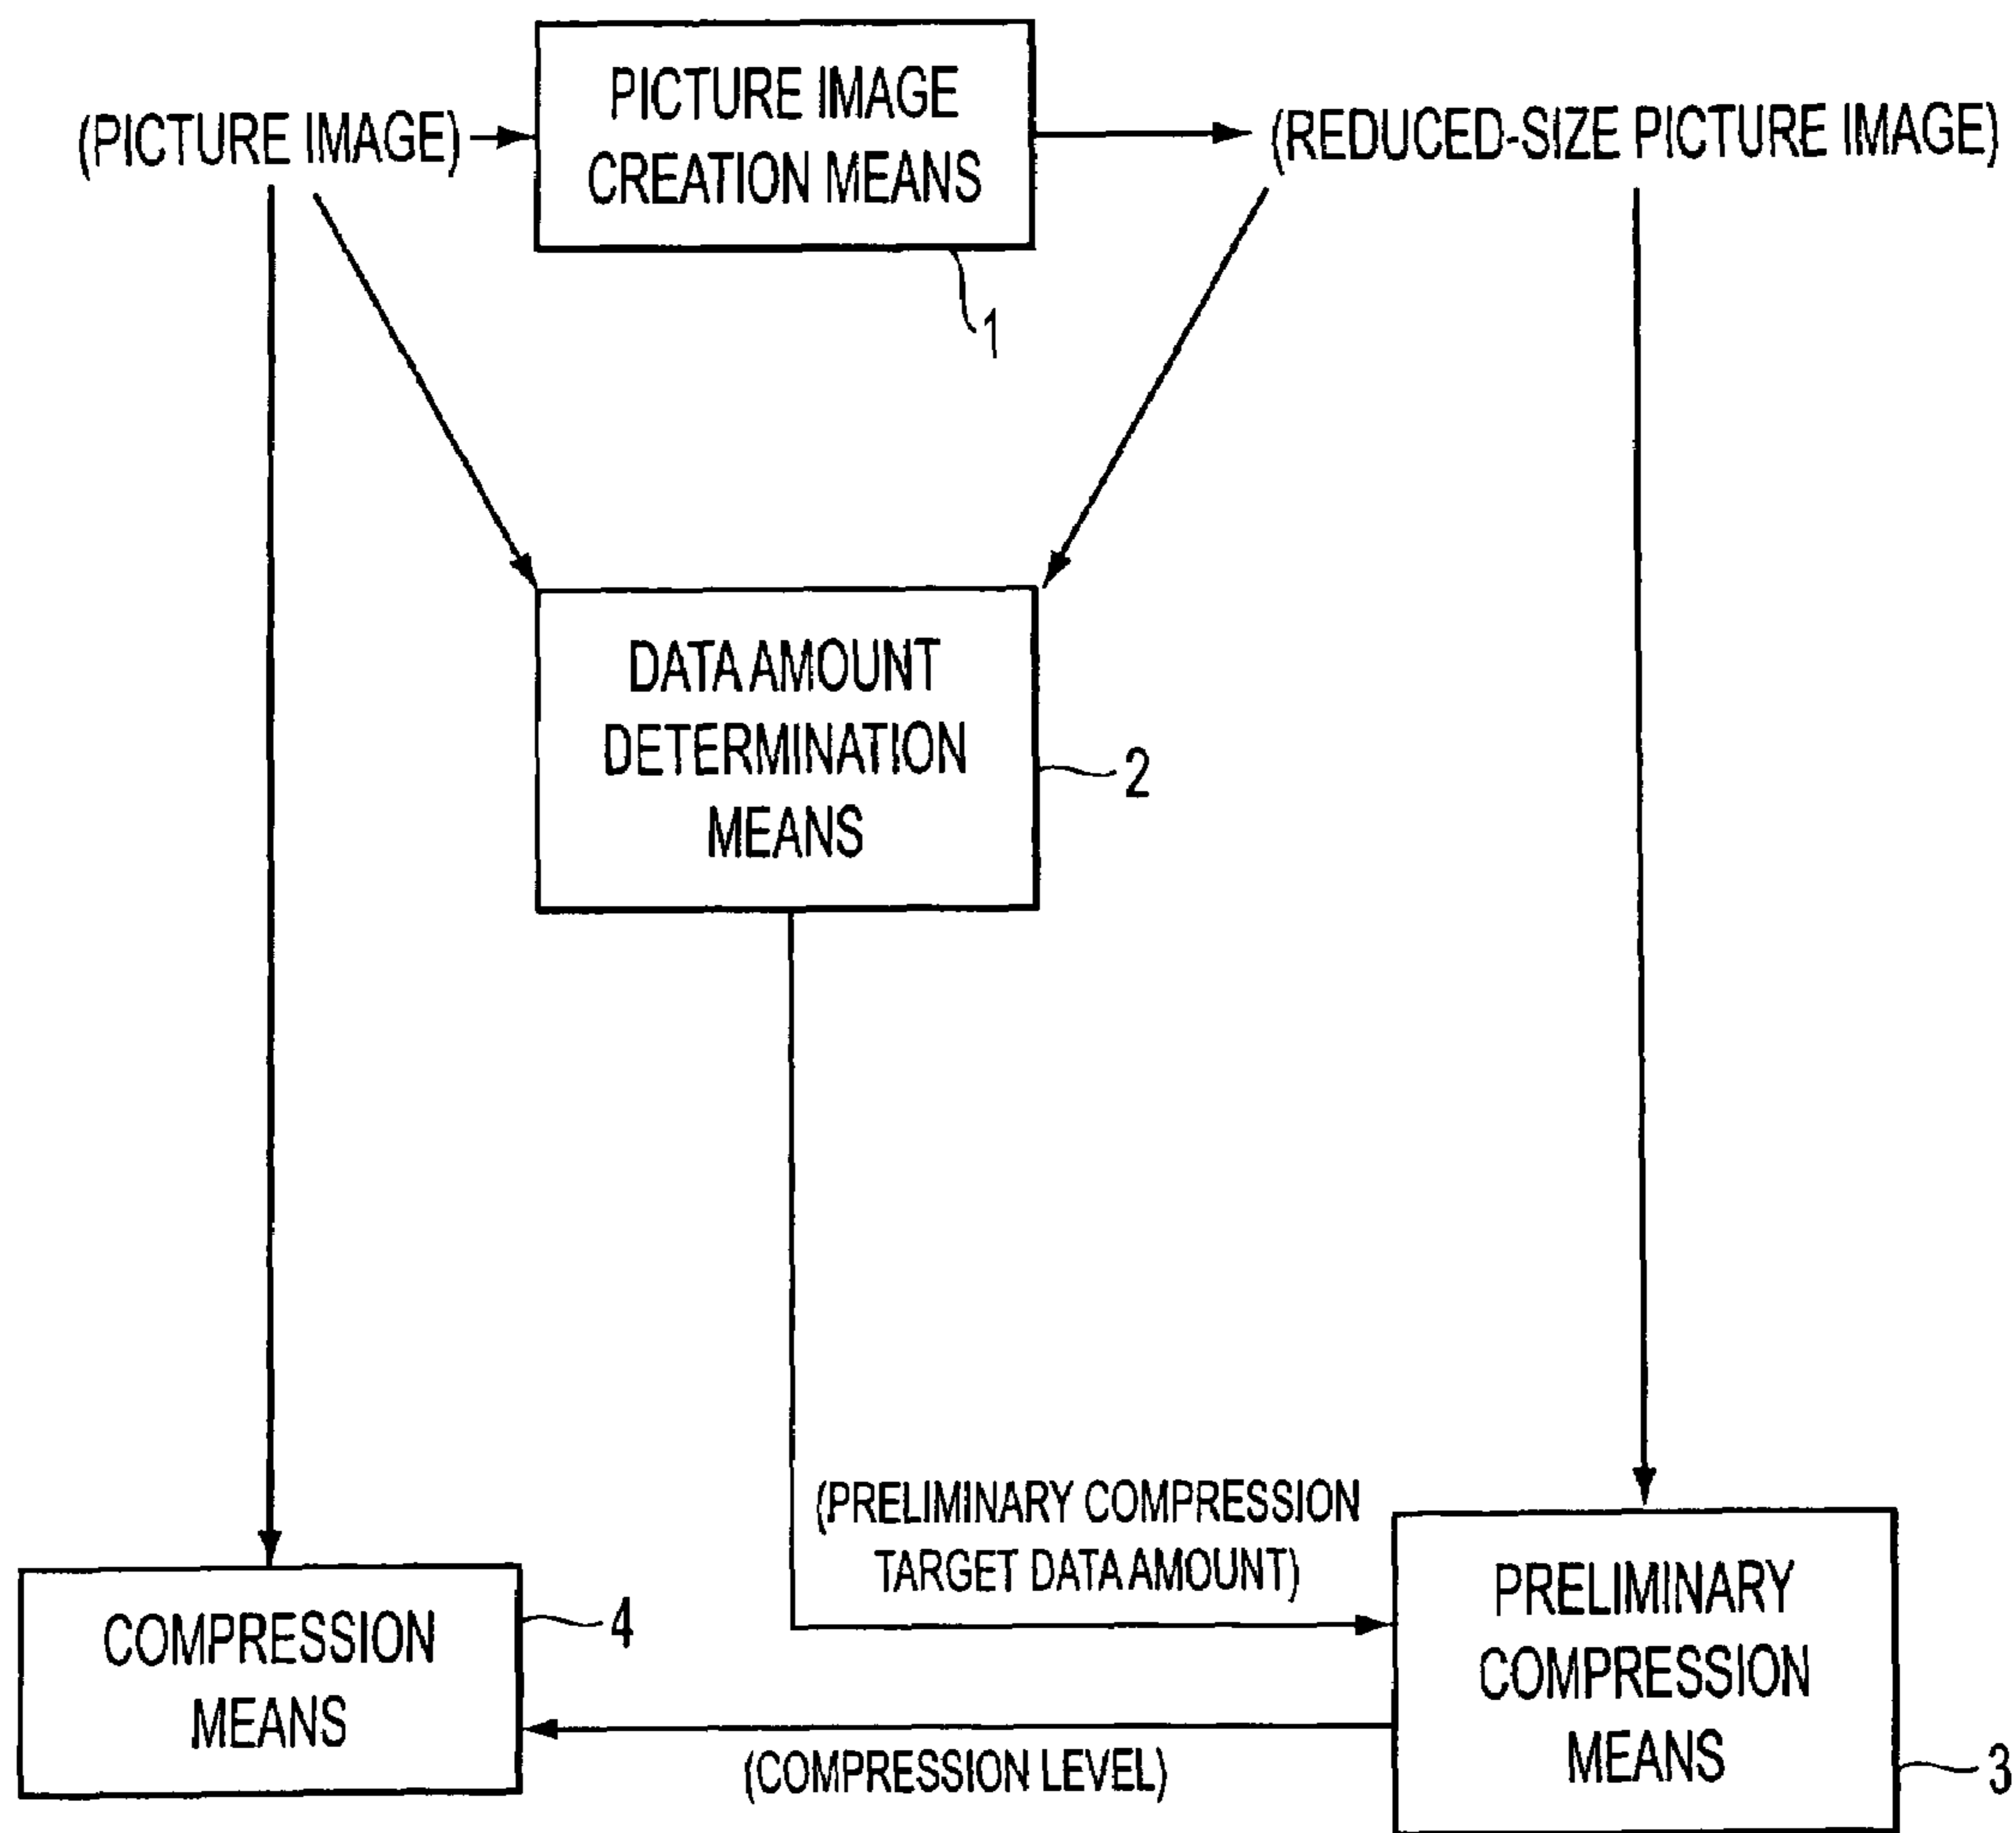 (PICTURE IMAGE)
PICTURE IMAGE
CREATION MEANS
(REDUCED-SIZE PICTURE IMAGE)
1
DATA AMOUNT
DETERMINATION
MEANS
2
(PRELIMINARY COMPRESSION
TARGET DATA AMOUNT)
COMPRESSION
MEANS
4
PRELIMINARY
COMPRESSION
MEANS
3
(COMPRESSION LEVEL)